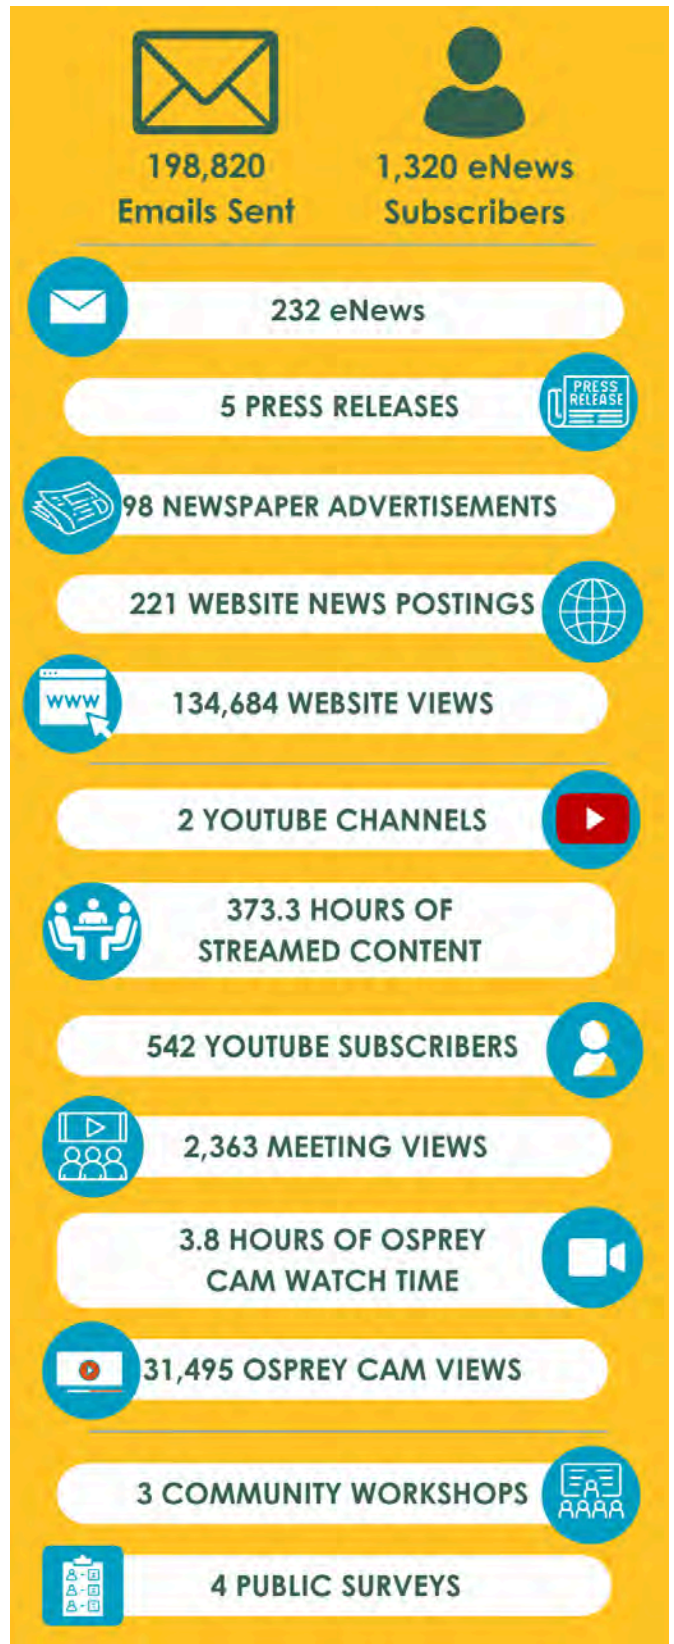 198,820
Emails Sent
1,320 eNews
Subscribers
232 eNews
5 PRESS RELEASES
PRESS
RELEASE
98 NEWSPAPER ADVERTISEMENTS
221 WEBSITE NEWS POSTINGS
www
134,684 WEBSITE VIEWS
2 YOUTUBE CHANNELS
373.3 HOURS OF
STREAMED CONTENT
542 YOUTUBE SUBSCRIBERS
2,363 MEETING VIEWS
3.8 HOURS OF OSPREY
CAM WATCH TIME
31,495 OSPREY CAM VIEWS
3 COMMUNITY WORKSHOPS
4 PUBLIC SURVEYS